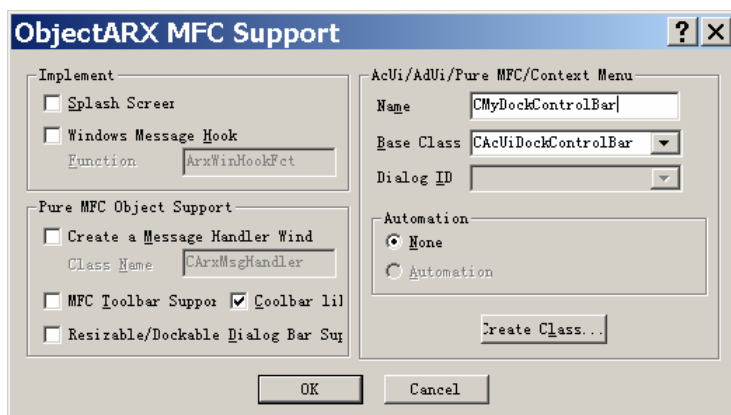 ObjectARX MFC Support
Implement
Splash Screen
Windows Message Hook
Function ArxWinHookFct
Pure MFC Object Support
Create a Message Handler Wind
Class Name CArxMsgHandler
MFC Toolbar Suppor Coolbar lil
Resizable/Dockable Dialog Bar Sup
AcUi/AdUi/Pure MFC/Context Menu
Name CMyDockControlBar
Base Class CAcUiDockControlBar
Dialog ID
Automation
None
Automation
Create Class...
OK Cancel